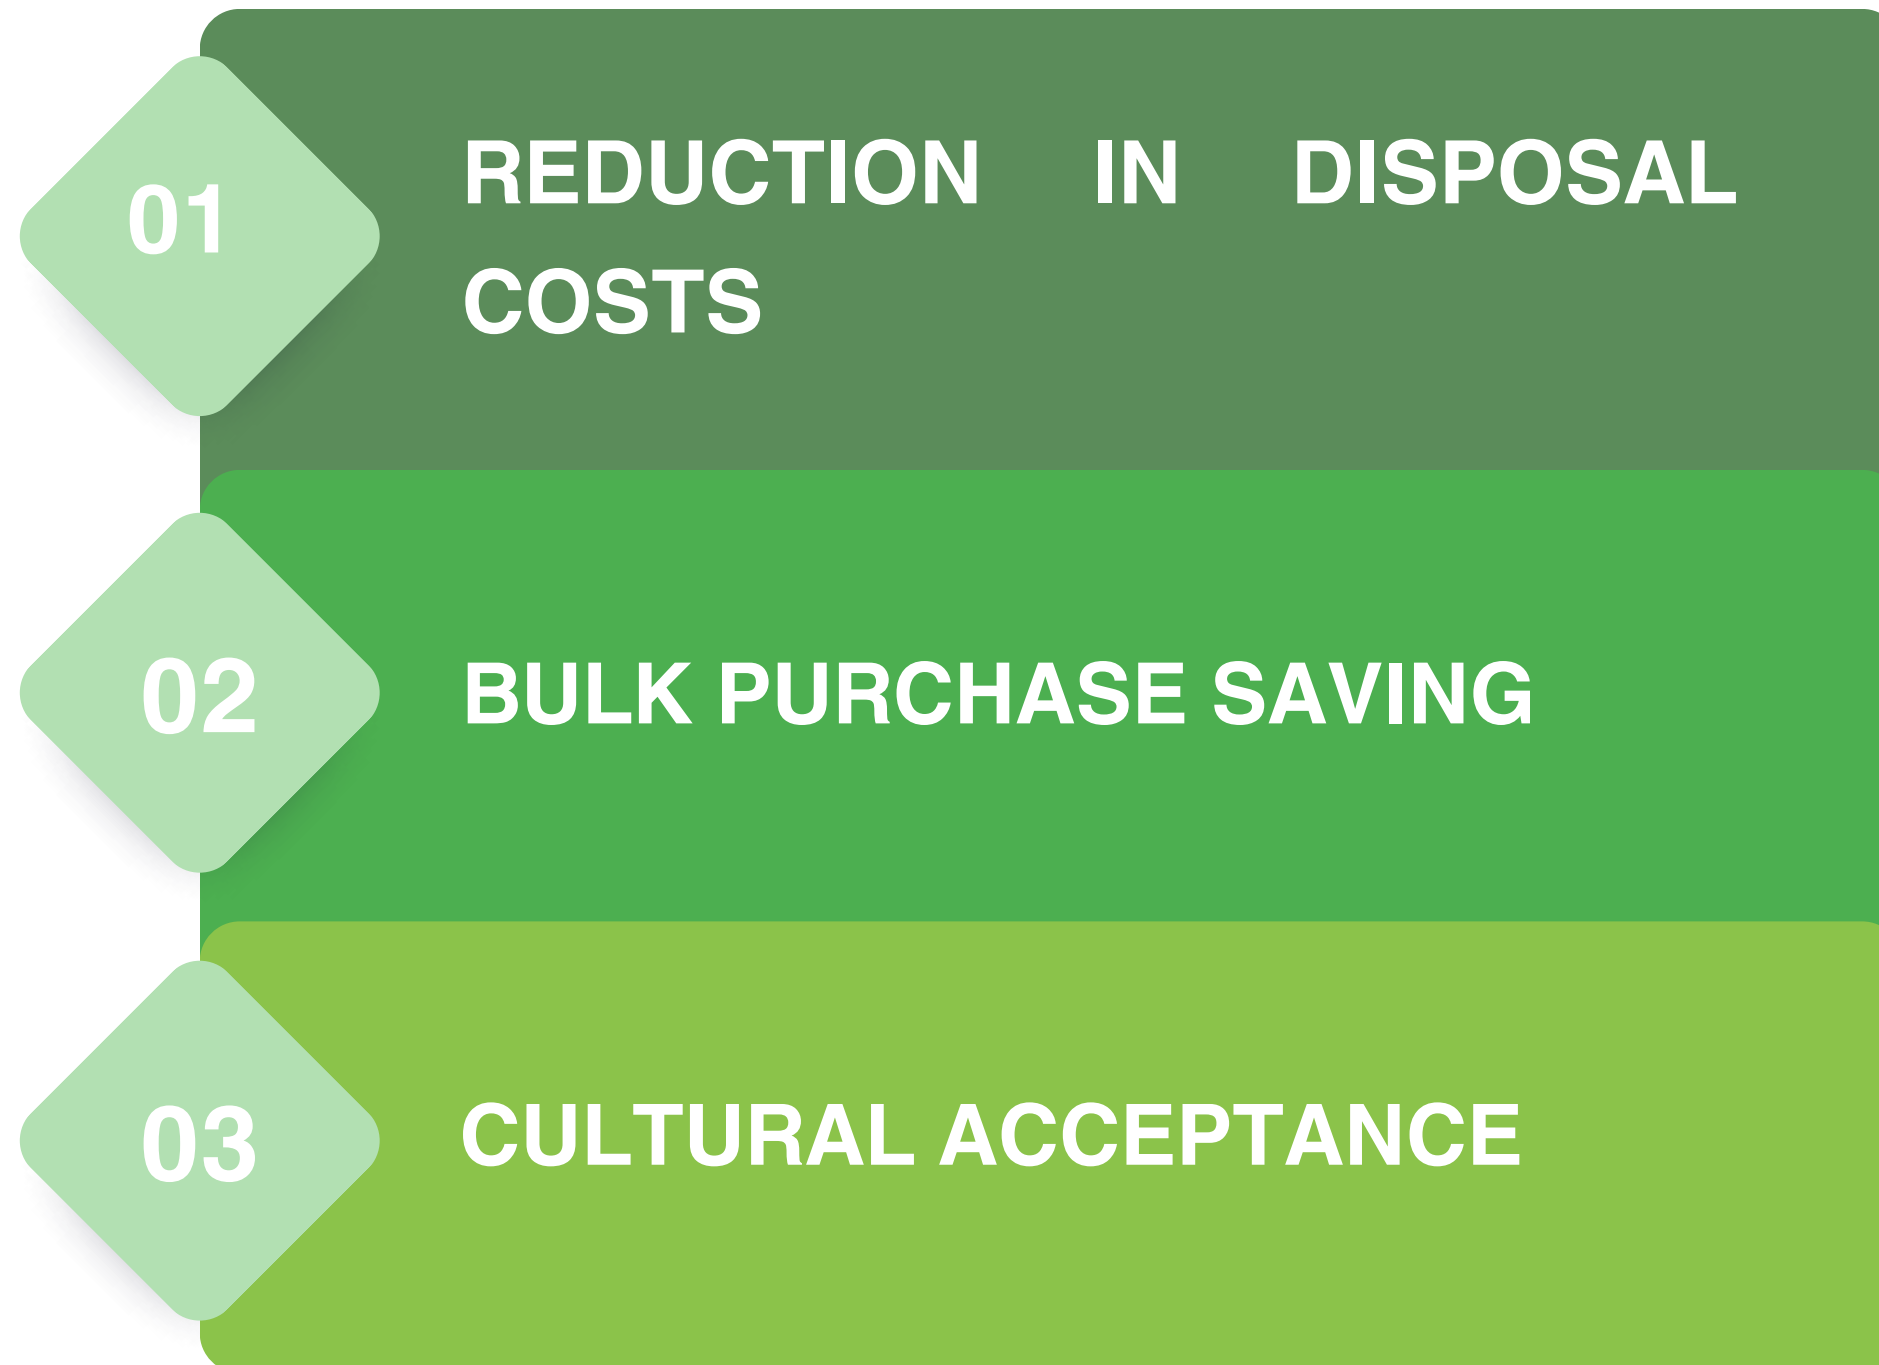 01
REDUCTION IN DISPOSAL
COSTS
02
BULK PURCHASE SAVING
03
CULTURAL ACCEPTANCE